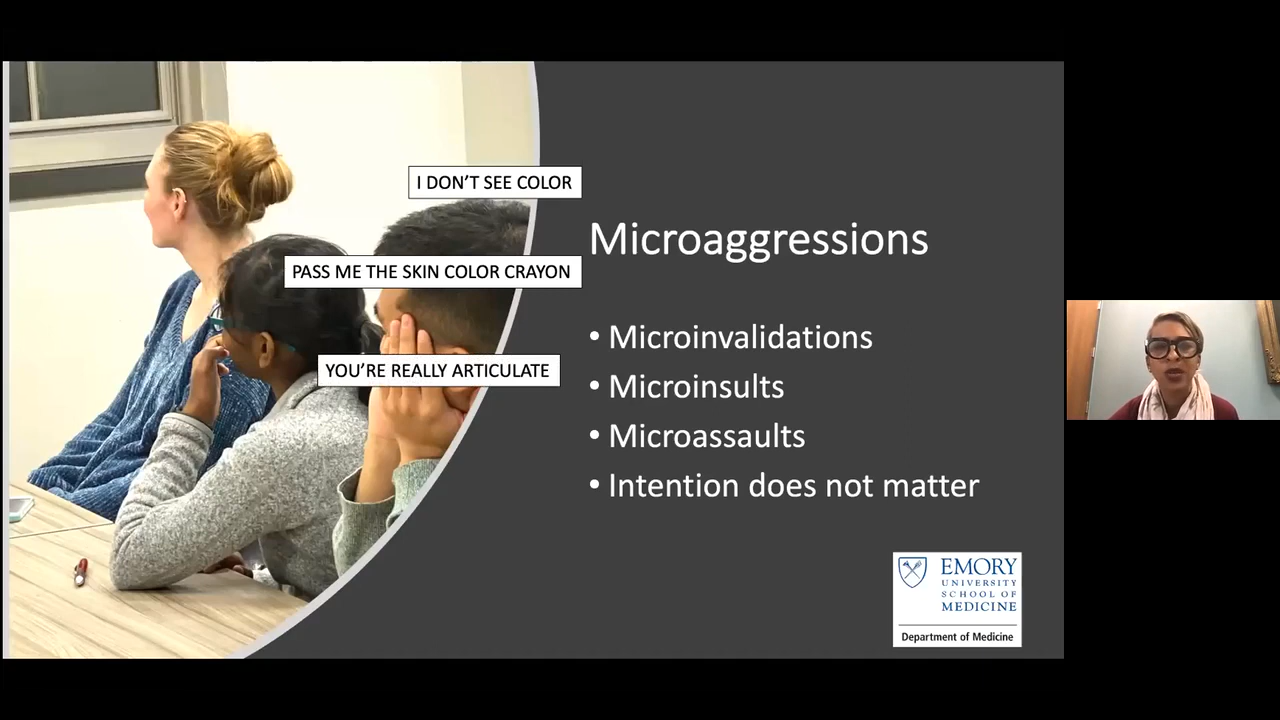 I DON'T SEE COLOR
PASS ME THE SKIN COLOR CRAYON
YOU'RE REALLY ARTICULATE
Microaggressions
• Microinvalidations
• Microinsults
• Microassaults
• Intention does not matter
EMORY
UNIVERSITY
SCHOOL OF
MEDICINE
Department of Medicine